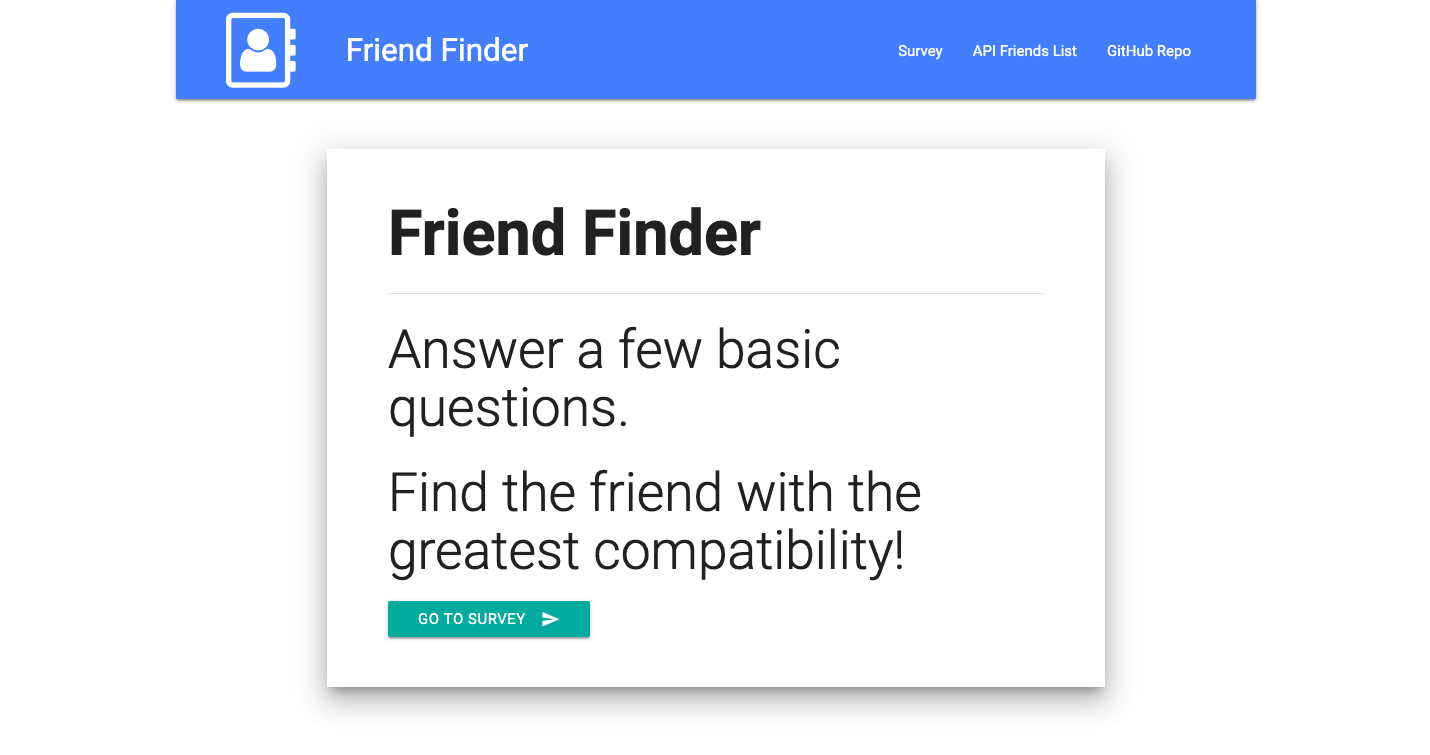 Friend Finder
Survey
API Friends List
GitHub Repo
Friend Finder
Answer a few basic
questions.
Find the friend with the
greatest compatibility!
GO TO SURVEY